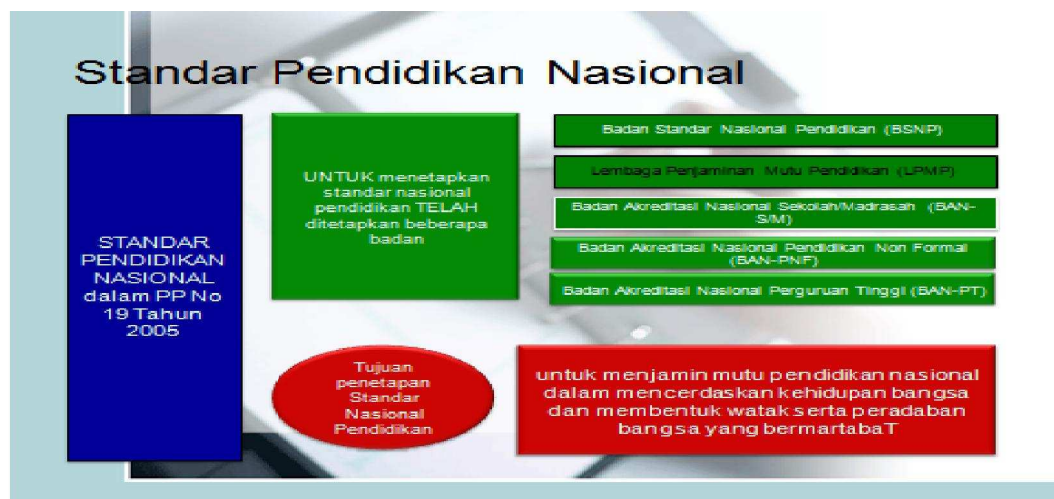 Standar Pendidikan Nasional
STANDAR
PENDIDIKAN
NASIONAL
dalam PP No
19 Tahun
2005
UNTUK menetapkan
standar nasional
pendidikan TELAH
ditetapkan beberapa
badan
Badan Standar Nasional Pendidikan (BSNP)
Lembaga Penjaminan Mutu Pendidikan (LPMP)
Badan Akreditasi Nasional Sekolah/Madrasah (BAN-
S/M)
Badan Akreditasi Nasional Pendidikan Non Formal
(BAN-PNF)
Badan Akreditasi Nasional Perguruan Tinggi (BAN-PT)
Tujuan
penetapan
Standar
Nasional
Pendidikan
untuk menjamin mutu pendidikan nasional
dalam mencerdaskan kehidupan bangsa
dan membentuk watak serta peradaban
bangsa yang bermartabaT